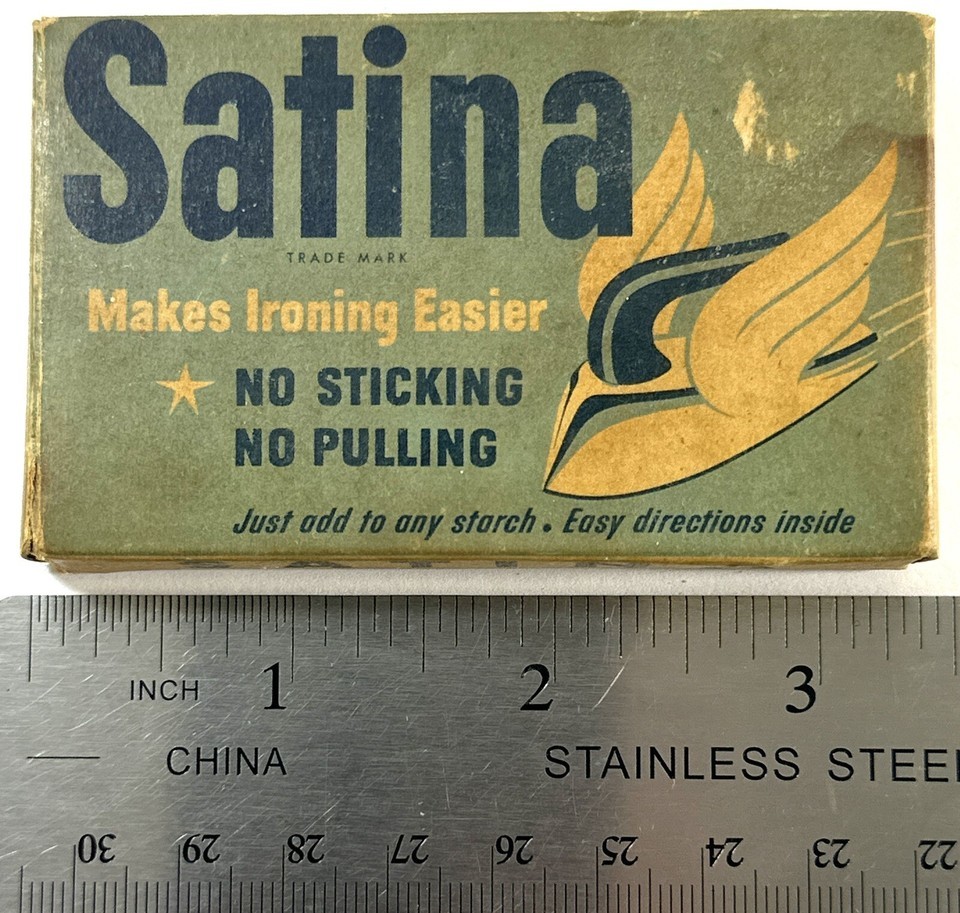 Satina
TRADE MARK
Makes Ironing Easier
NO STICKING
NO PULLING
Just add to any starch • Easy directions inside
1 2 3
INCH
CHINA STAINLESS STEEL
30 29 28 27 26 25 24 23 22